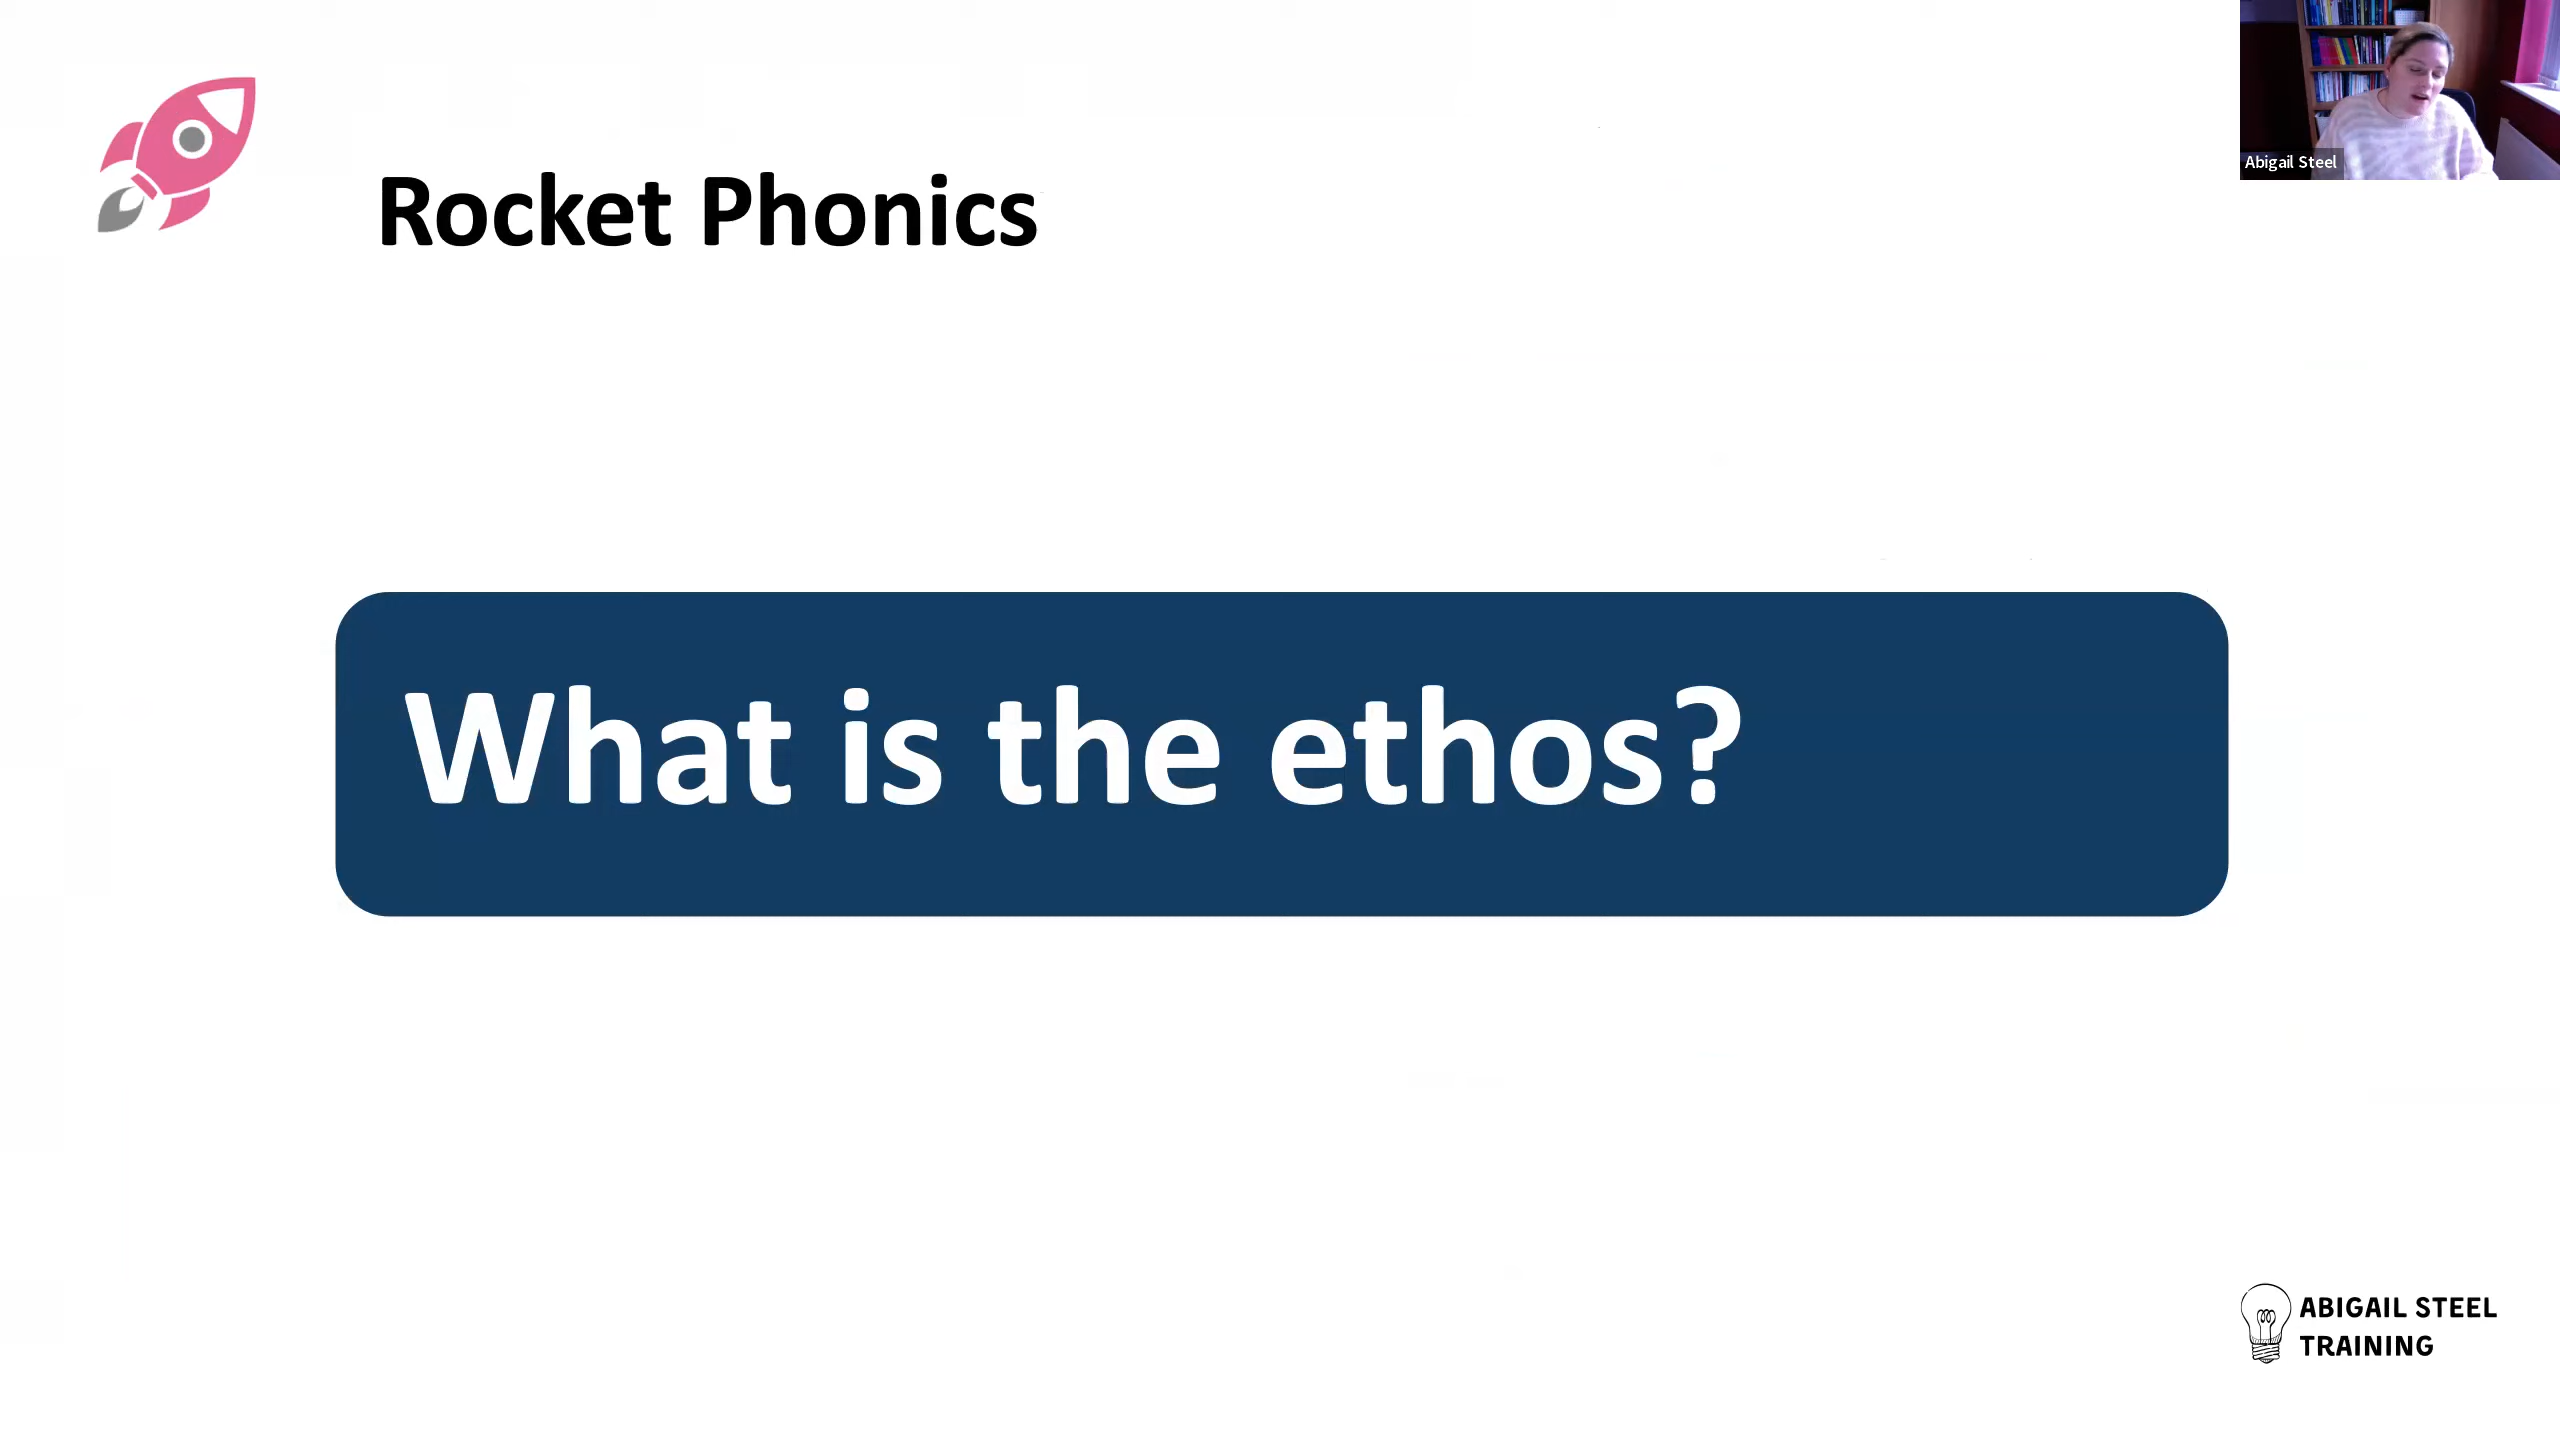 Abigail Steel
Rocket Phonics
What is the ethos?
ABIGAIL STEEL
TRAINING